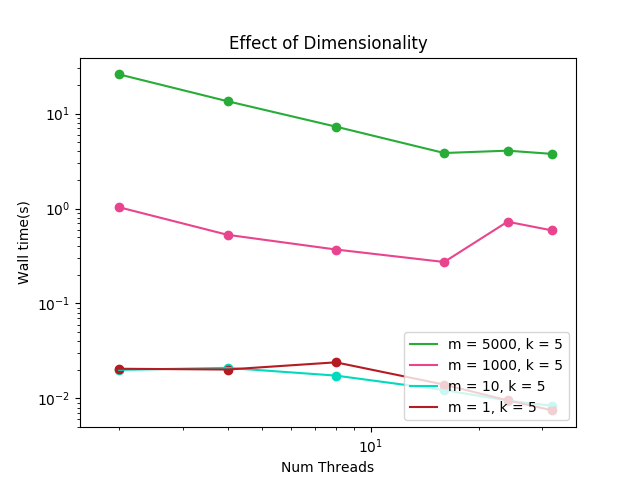 Effect of Dimensionality
Wall time(s)
10¹
10⁰
10⁻¹
10⁻²
m = 5000, k = 5
m = 1000, k = 5
m = 10, k = 5
m = 1, k = 5
10¹
Num Threads